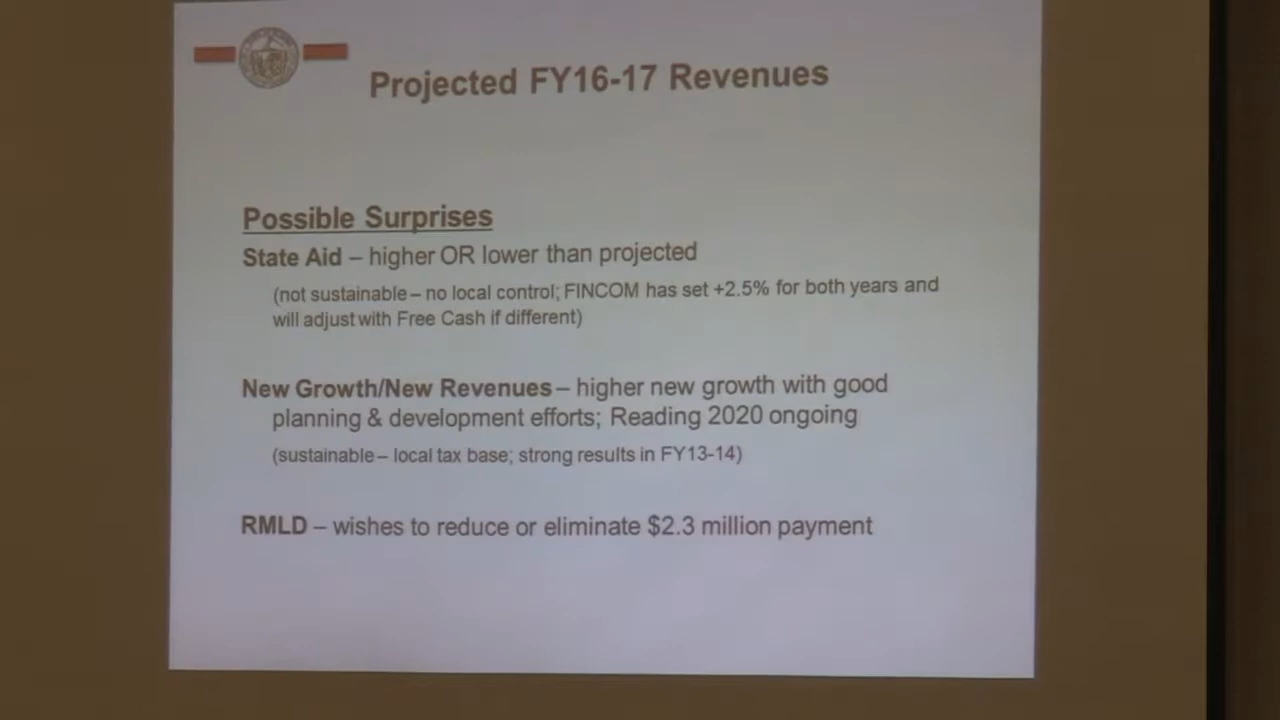 Projected FY16-17 Revenues
Possible Surprises
State Aid – higher OR lower than projected
(not sustainable – no local control; FINCOM has set +2.5% for both years and
will adjust with Free Cash if different)
New Growth/New Revenues – higher new growth with good
planning & development efforts; Reading 2020 ongoing
(sustainable – local tax base; strong results in FY13-14)
RMLD – wishes to reduce or eliminate $2.3 million payment